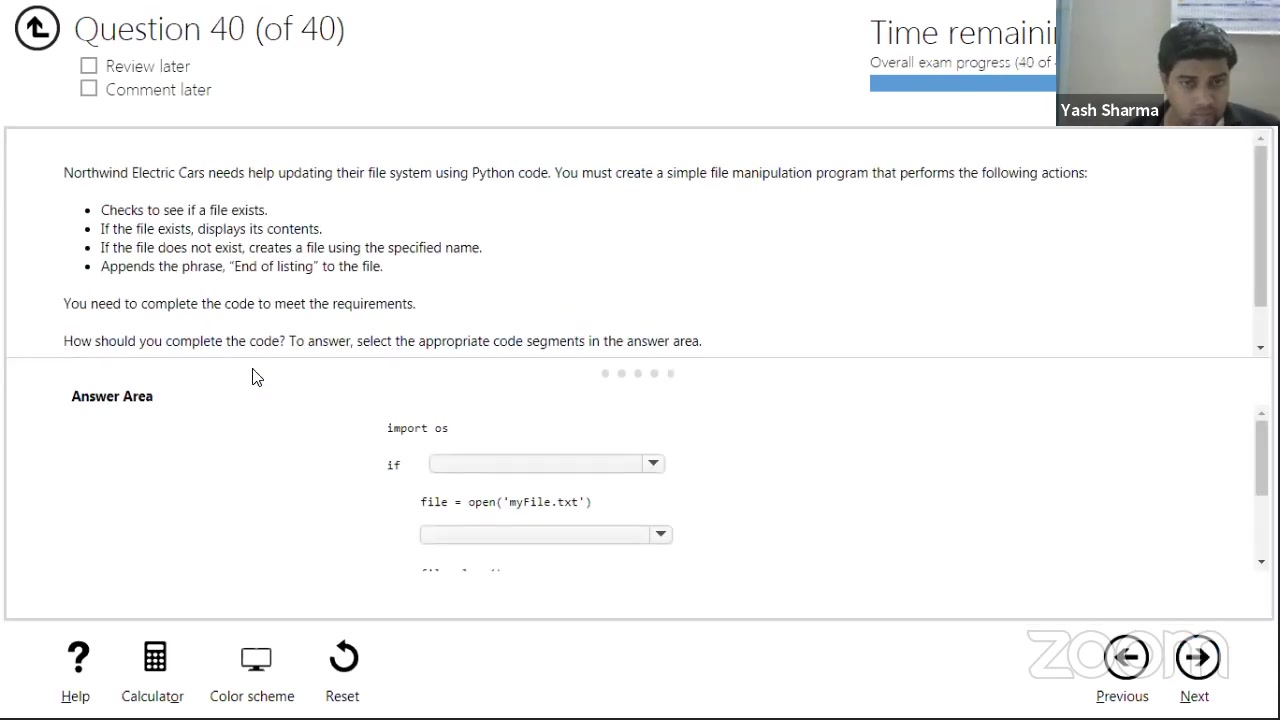 Question 40 (of 40)
Review later
Comment later
Time remaini
Overall exam progress (40 of
Yash Sharma
Northwind Electric Cars needs help updating their file system using Python code. You must create a simple file manipulation program that performs the following actions:
• Checks to see if a file exists.
• If the file exists, displays its contents.
• If the file does not exist, creates a file using the specified name.
• Appends the phrase, “End of listing” to the file.
You need to complete the code to meet the requirements.
How should you complete the code? To answer, select the appropriate code segments in the answer area.
Answer Area
import os
if
file = open('myFile.txt')
zoom
Help
Calculator
Color scheme
Reset
Previous
Next